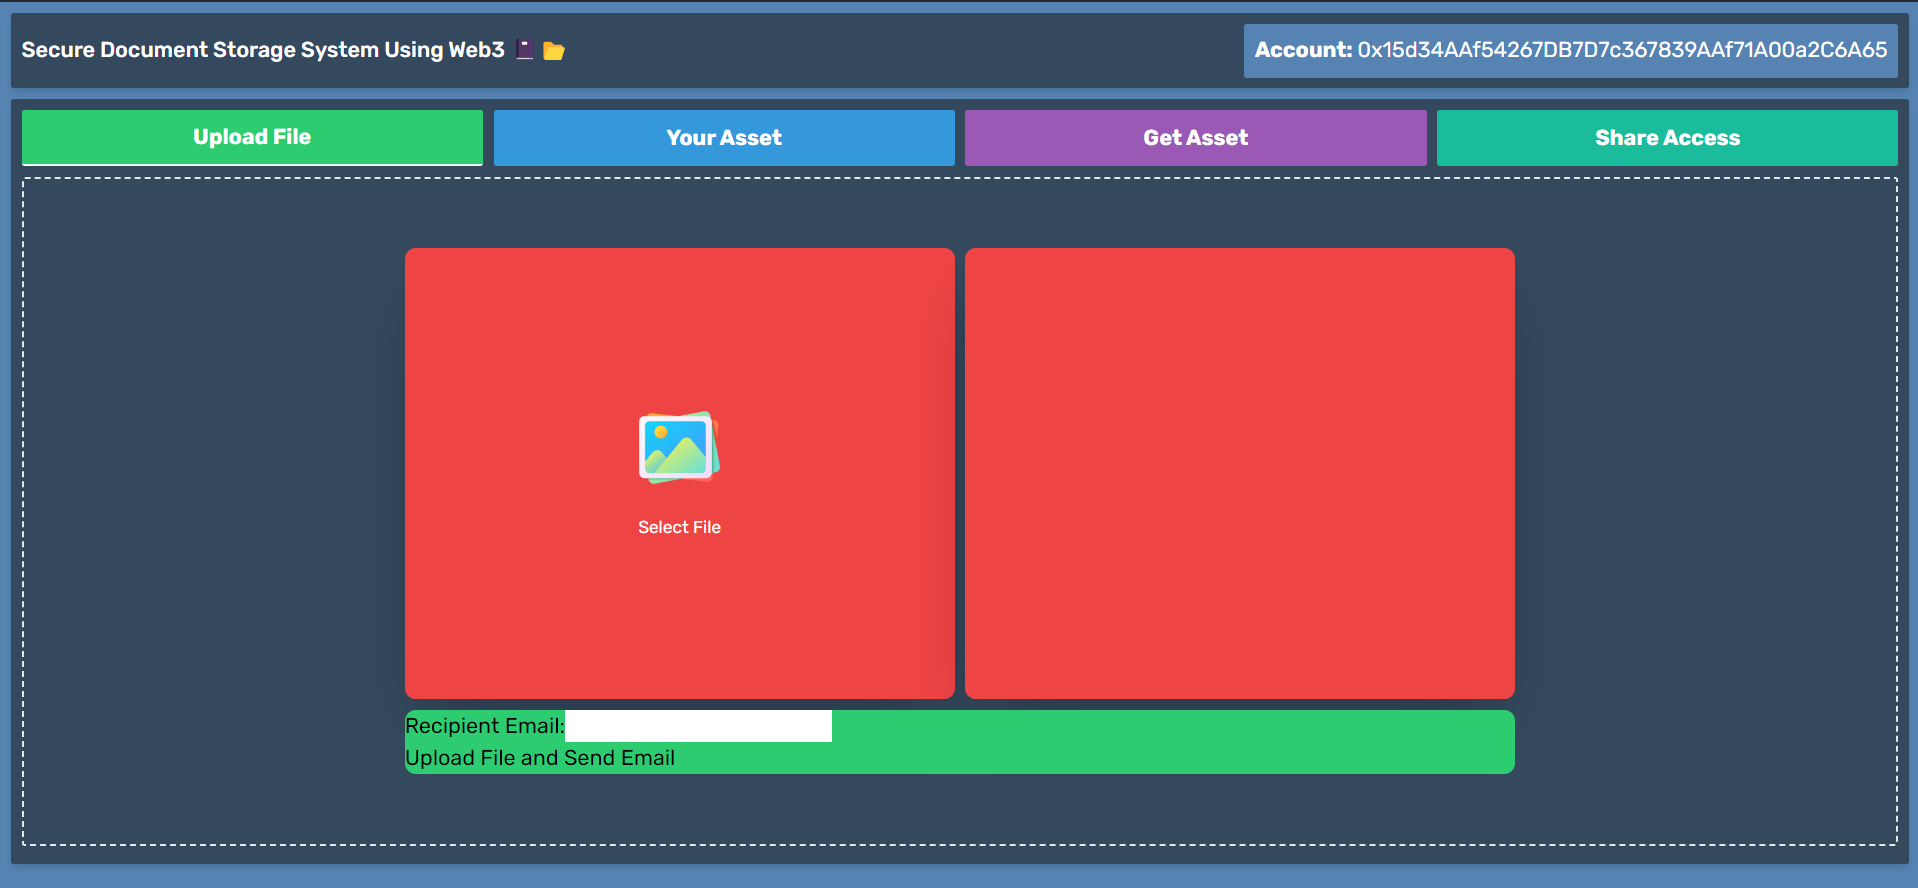 Secure Document Storage System Using Web3
Account: 0x15d34AAf54267DB7D7c367839AAf71A00a2C6A65
Upload File
Your Asset
Get Asset
Share Access
Select File
Recipient Email:
Upload File and Send Email